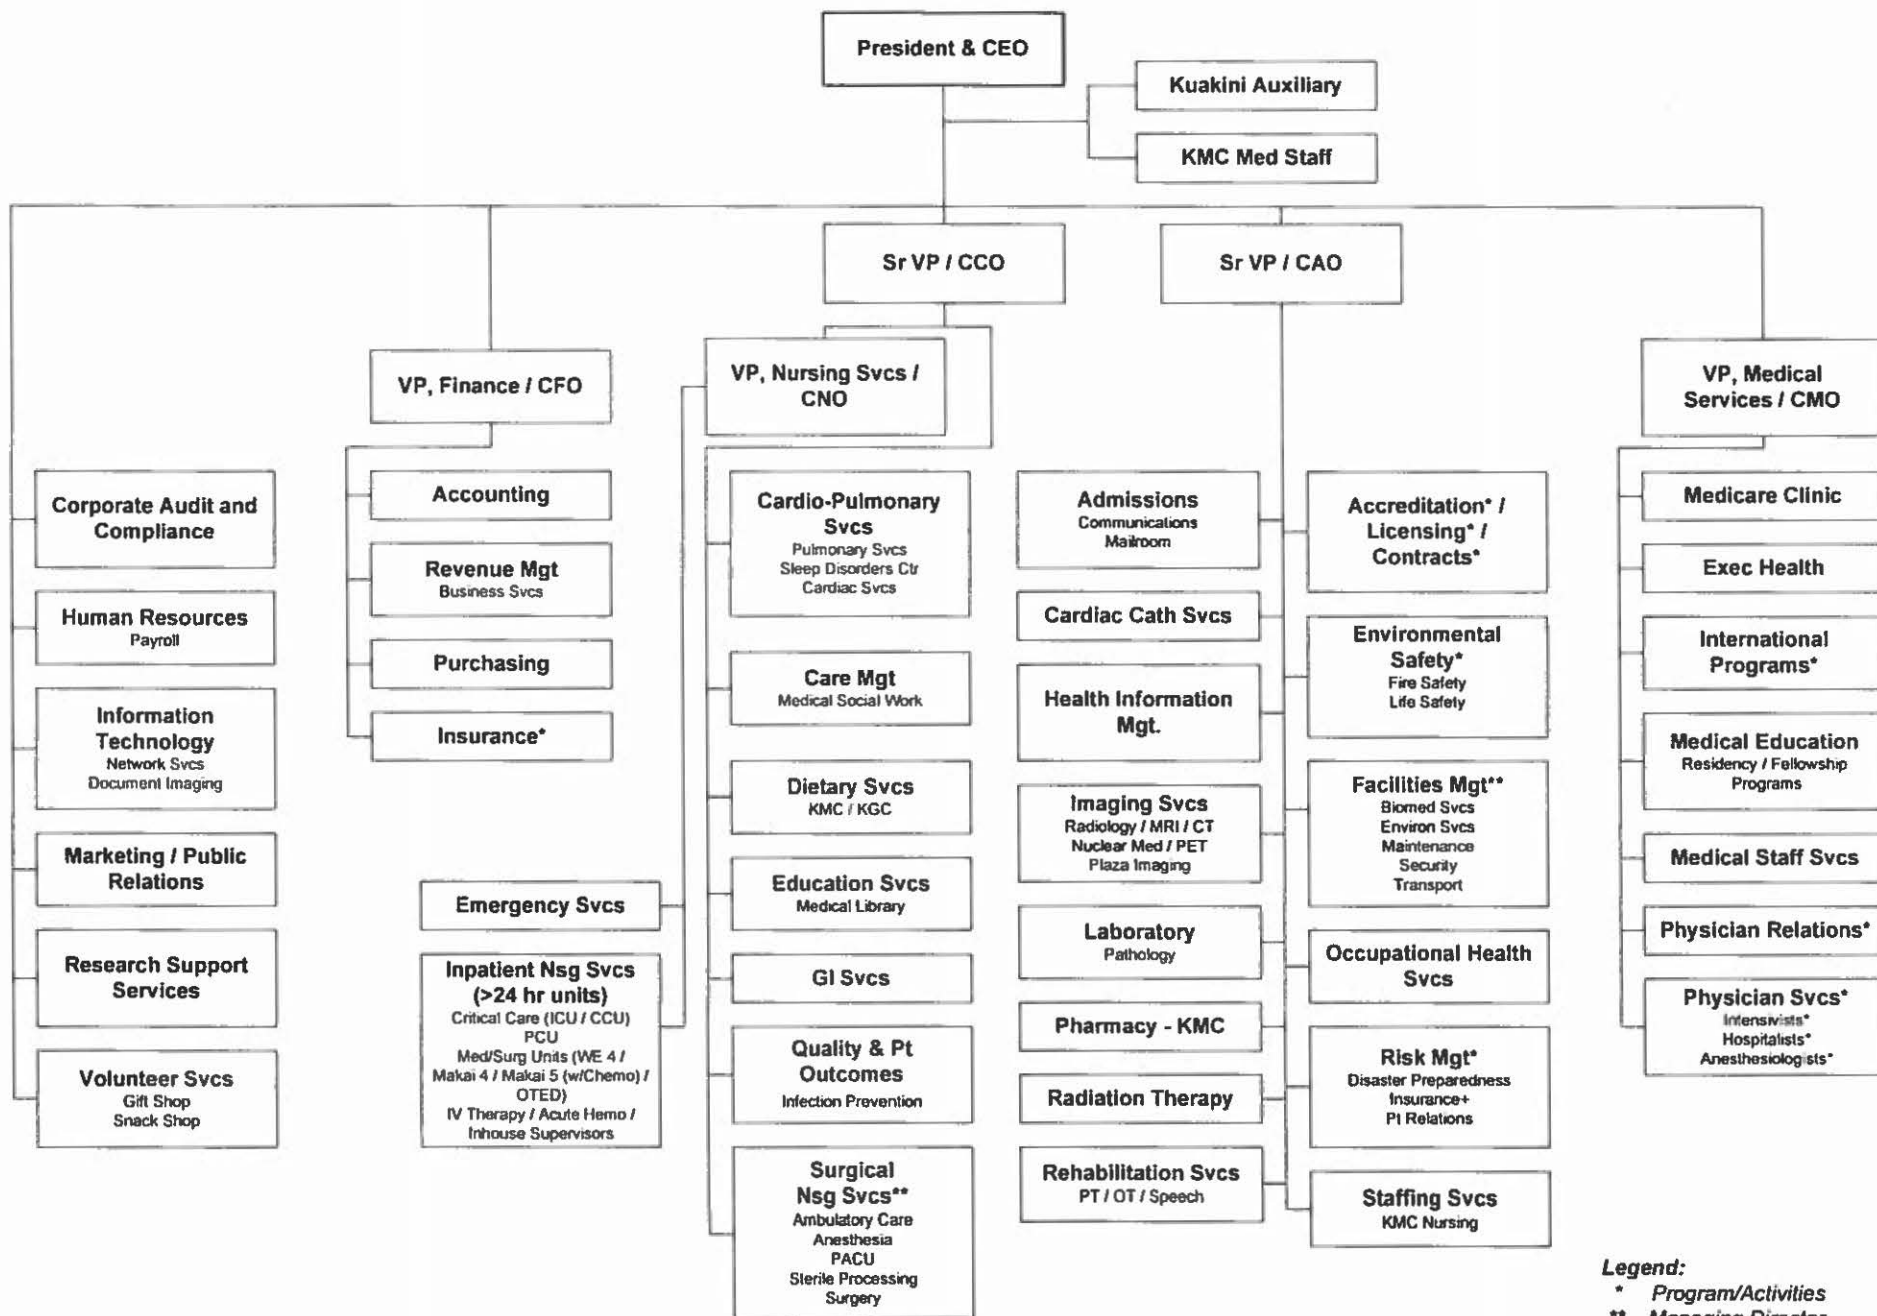 President & CEO
Kuakini Auxiliary
KMC Med Staff
Sr VP / CCO
Sr VP / CAO
VP, Finance / CFO
VP, Nursing Svcs /
CNO
VP, Medical
Services / CMO
Corporate Audit and
Compliance
Human Resources
Payroll
Information
Technology
Network Svcs
Document Imaging
Marketing / Public
Relations
Research Support
Services
Volunteer Svcs
Gift Shop
Snack Shop
Accounting
Revenue Mgt
Business Svcs
Purchasing
Insurance*
Emergency Svcs
Inpatient Nsg Svcs
(>24 hr units)
Critical Care (ICU / CCU)
PCU
Med/Surg Units (WE 4 /
Makai 4 / Makai 5 (w/Chemo) /
OTED)
IV Therapy / Acute Hemo /
Inhouse Supervisors
Cardio-Pulmonary
Svcs
Pulmonary Svcs
Sleep Disorders Ctr
Cardiac Svcs
Care Mgt
Medical Social Work
Dietary Svcs
KMC / KGC
Education Svcs
Medical Library
GI Svcs
Quality & Pt
Outcomes
Infection Prevention
Surgical
Nsg Svcs**
Ambulatory Care
Anesthesia
PACU
Sterile Processing
Surgery
Admissions
Communications
Mailroom
Cardiac Cath Svcs
Health Information
Mgt.
Imaging Svcs
Radiology / MRI / CT
Nuclear Med / PET
Plaza Imaging
Laboratory
Pathology
Pharmacy - KMC
Radiation Therapy
Rehabilitation Svcs
PT / OT / Speech
Accreditation* /
Licensing* /
Contracts*
Environmental
Safety*
Fire Safety
Life Safety
Facilities Mgt**
Biomed Svcs
Environ Svcs
Maintenance
Security
Transport
Occupational Health
Svcs
Risk Mgt*
Disaster Preparedness
Insurance+
Pt Relations
Staffing Svcs
KMC Nursing
Medicare Clinic
Exec Health
International
Programs*
Medical Education
Residency / Fellowship
Programs
Medical Staff Svcs
Physician Relations*
Physician Svcs*
Intensivists*
Hospitalists*
Anesthesiologists*
Legend:
* Program/Activities
** Managing Director